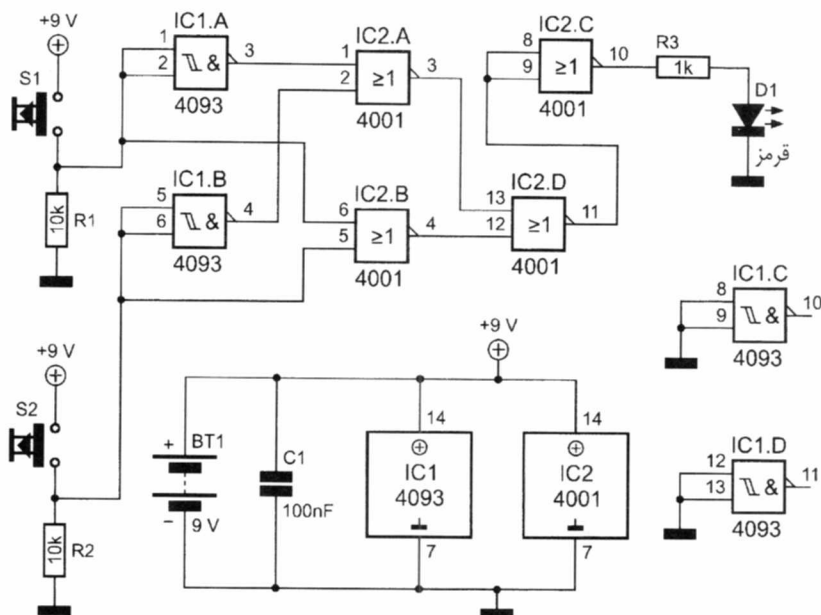 +9 V
S1
10k
R1
IC1.A
1
2
&
3
4093
IC1.B
5
6
&
4
4093
IC2.A
1
2
≥1
3
4001
IC2.B
6
5
≥1
4
4001
IC2.C
8
9
≥1
10
4001
IC2.D
13
12
≥1
11
4001
R3
1k
D1
قرمز
IC1.C
8
9
&
10
4093
+9 V
S2
10k
R2
+
BT1
−
9 V
C1
100nF
+9 V
14
IC1
4093
7
14
IC2
4001
7
IC1.D
12
13
&
11
4093